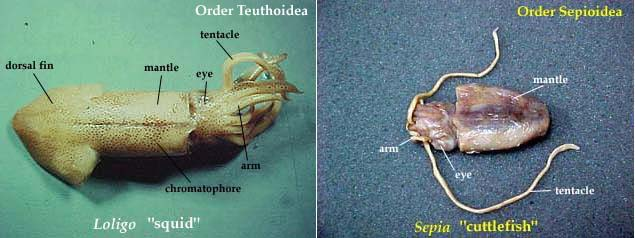 Order Teuthoidea
tentacle
dorsal fin
mantle
eye
arm
chromatophore
Loligo "squid"
Order Sepioidea
mantle
arm
eye
tentacle
Sepia "cuttlefish"